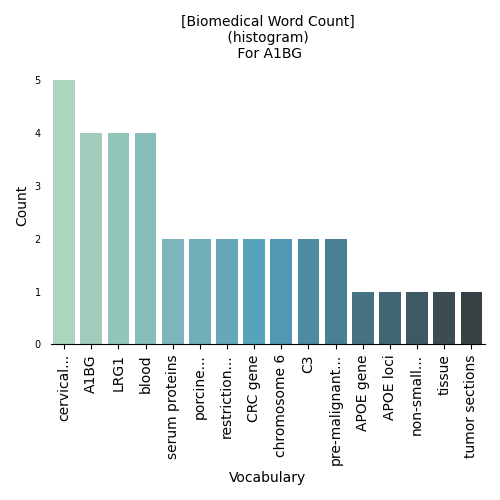 [Biomedical Word Count]
(histogram)
For A1BG
5
4
3
2
1
0
Count
cervical...
A1BG
LRG1
blood
serum proteins
porcine...
restriction...
CRC gene
chromosome 6
C3
pre-malignant...
APOE gene
APOE loci
non-small...
tissue
tumor sections
Vocabulary